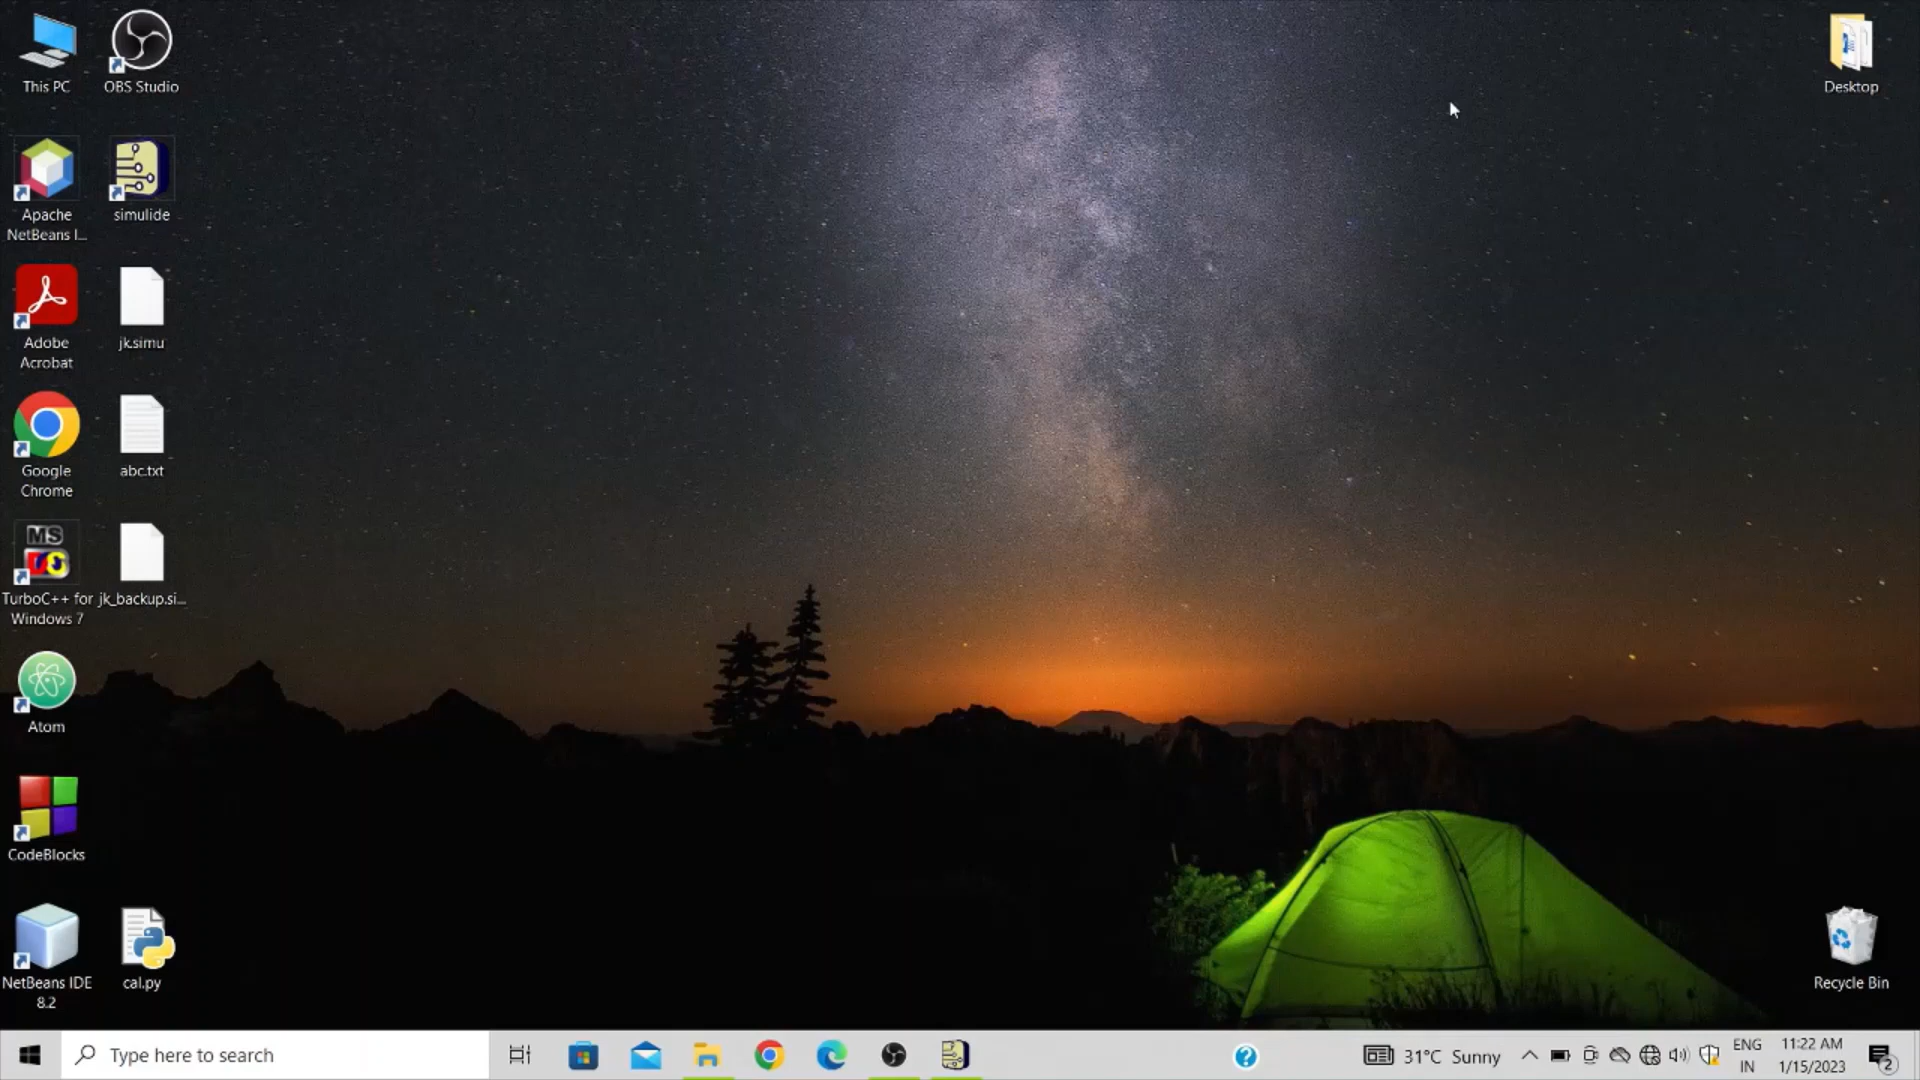 This PC
OBS Studio
Desktop
Apache
NetBeans I...
simulide
Adobe
Acrobat
jk.simu
Google
Chrome
abc.txt
MS
TurboC++ for
Windows 7
jk_backup.si...
Atom
CodeBlocks
NetBeans IDE
8.2
cal.py
Recycle Bin
Type here to search
31°C Sunny
ENG
IN
11:22 AM
1/15/2023
2